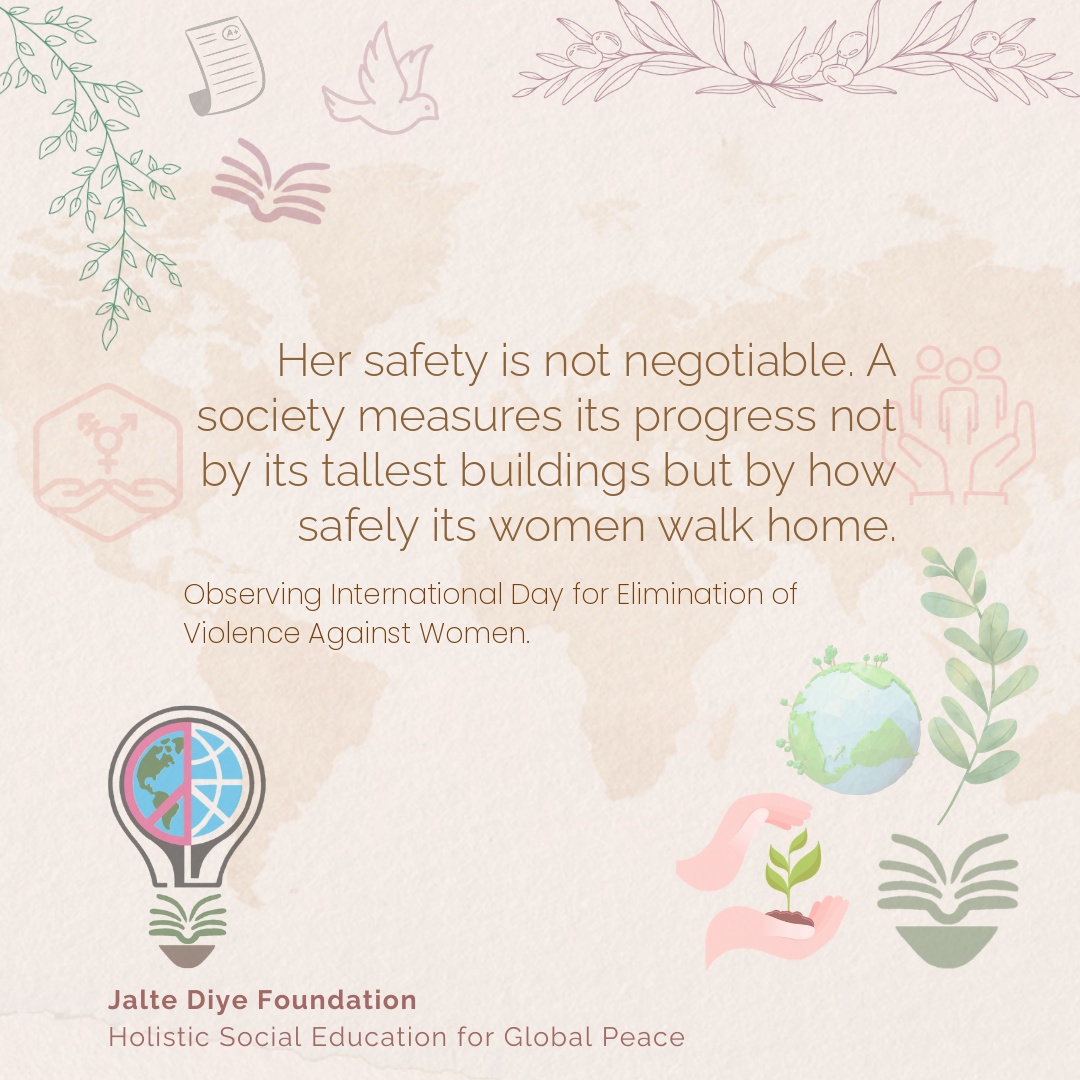 A+
Her safety is not negotiable. A
society measures its progress not
by its tallest buildings but by how
safely its women walk home.
Observing International Day for Elimination of
Violence Against Women.
Jalte Diye Foundation
Holistic Social Education for Global Peace